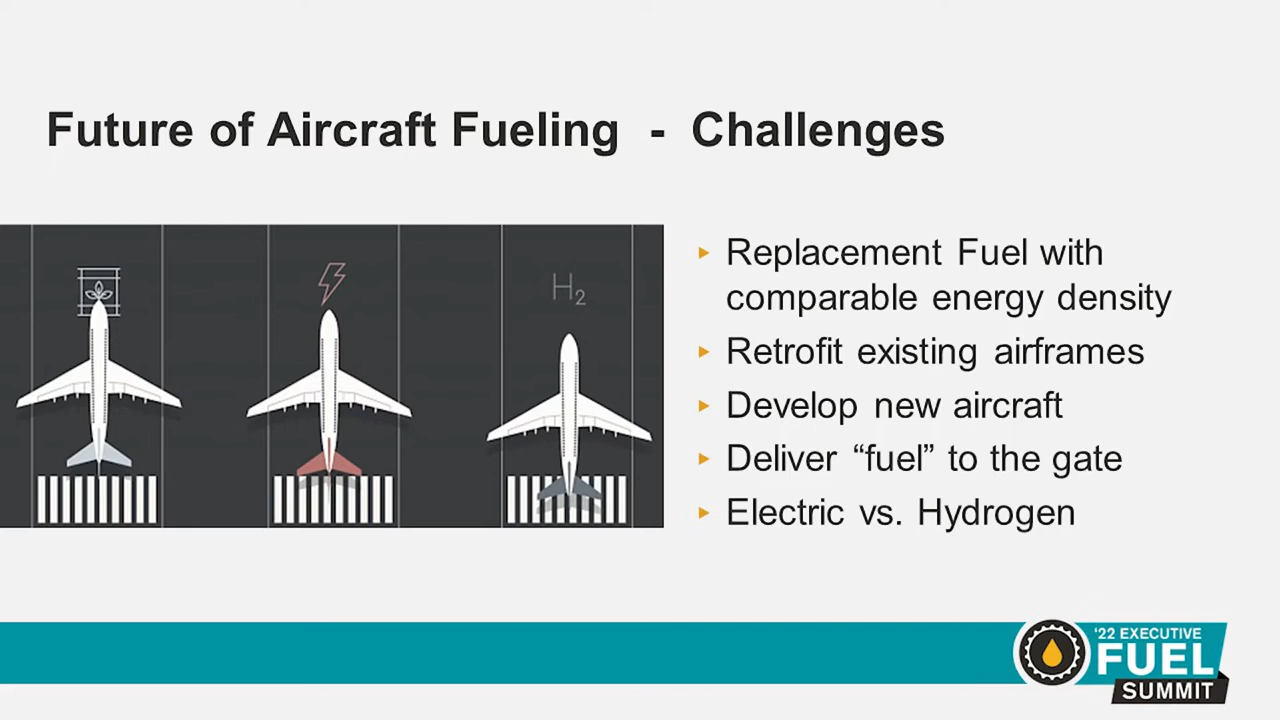 Future of Aircraft Fueling - Challenges
H2
▸ Replacement Fuel with
comparable energy density
▸ Retrofit existing airframes
▸ Develop new aircraft
▸ Deliver “fuel” to the gate
▸ Electric vs. Hydrogen
‘22 EXECUTIVE
FUEL
SUMMIT